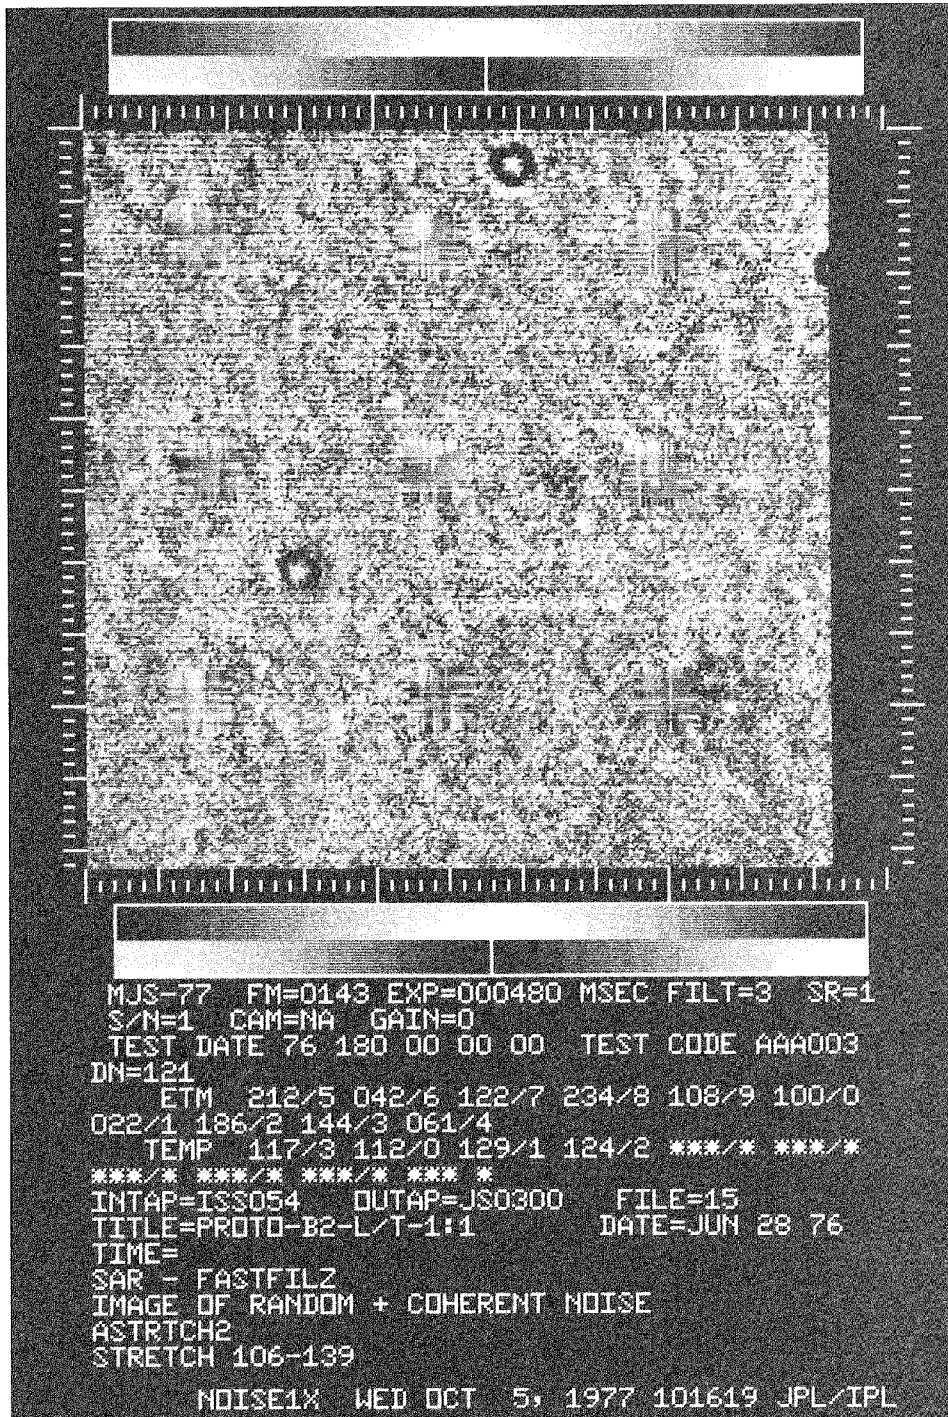 MJS-77 FM=0143 EXP=000480 MSEC FILT=3 SR=1
S/N=1 CAM=NA GAIN=0
TEST DATE 76 180 00 00 00 TEST CODE AAA003
DN=121
ETM 212/5 042/6 122/7 234/8 108/9 100/0
022/1 186/2 144/3 061/4
TEMP 117/3 112/0 129/1 124/2 ***/* ***/*
***/* ***/* ***/* *** *
INTAP=ISS054 OUTAP=JS0300 FILE=15
TITLE=PROTO-B2-L/T-1:1 DATE=JUN 28 76
TIME=
SAR - FASTFILZ
IMAGE OF RANDOM + COHERENT NOISE
ASTRTCH2
STRETCH 106-139
NOISE1X WED OCT 5, 1977 101619 JPL/IPL